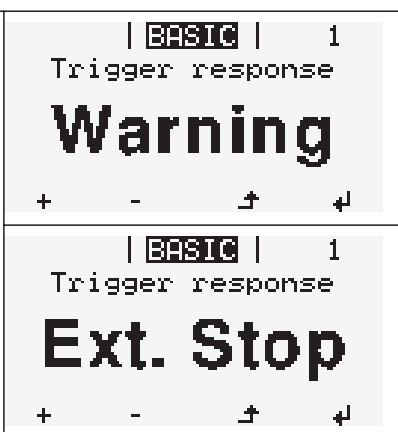 | BASIC | 1
Trigger response
Warning
+ -
| BASIC | 1
Trigger response
Ext. Stop
+ -